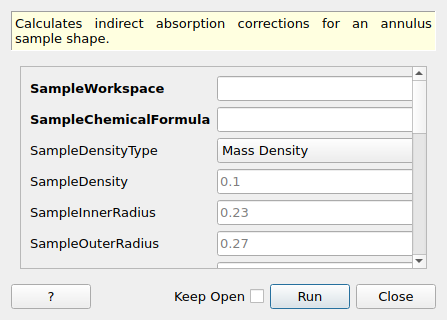 Calculates indirect absorption corrections for an annulus
sample shape.
SampleWorkspace
SampleChemicalFormula
SampleDensityType Mass Density
SampleDensity 0.1
SampleInnerRadius 0.23
SampleOuterRadius 0.27
? Keep Open Run Close